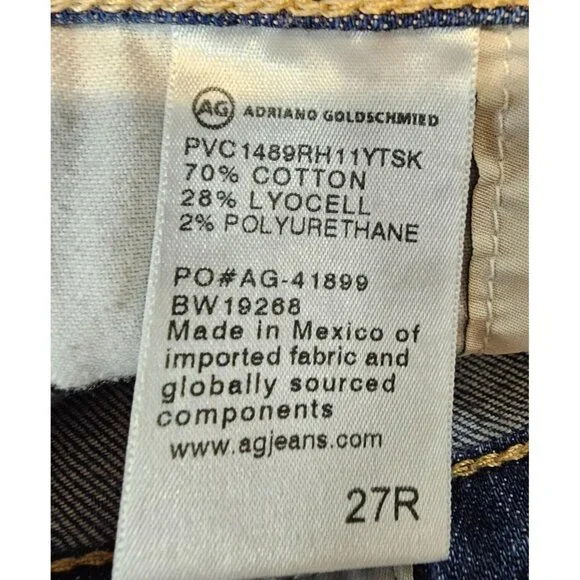 AG ADRIANO GOLDSCHMIED
PVC1489RH11YTSK
70% COTTON
28% LYOCELL
2% POLYURETHANE
PO#AG-41899
BW19268
Made in Mexico of
imported fabric and
globally sourced
components
www.agjeans.com
27R